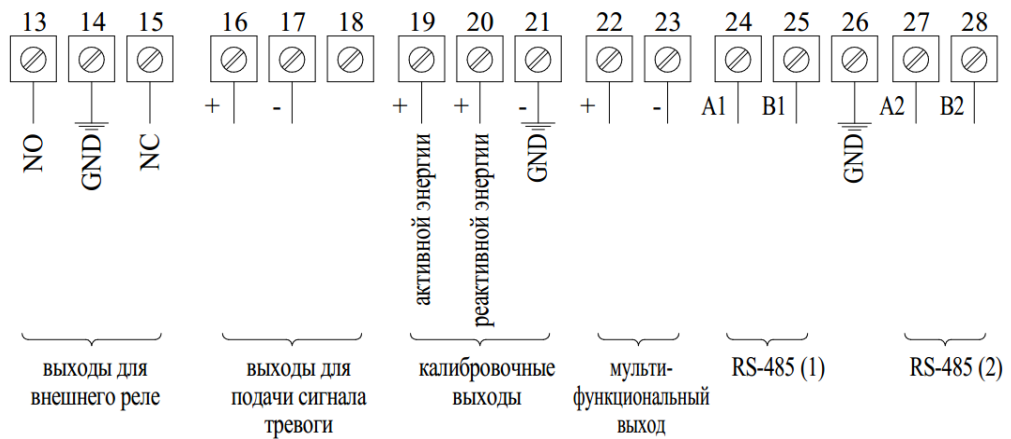 13 14 15 16 17 18 19 20 21 22 23 24 25 26 27 28
+ - + + - + - A1 B1 A2 B2
NO GND NC активной энергии реактивной энергии GND GND
выходы для выходы для калибровочные мульти- RS-485 (1) RS-485 (2)
внешнего реле подачи сигнала выходы функциональный
тревоги выход